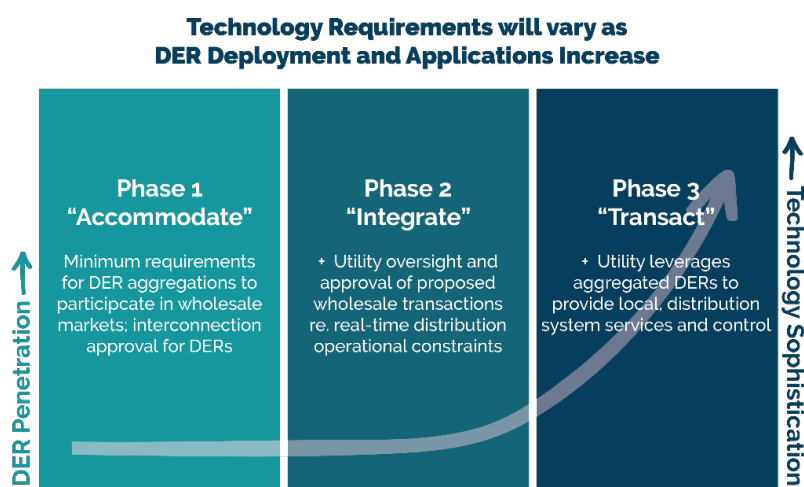 Technology Requirements will vary as
DER Deployment and Applications Increase
DER Penetration →
Phase 1
“Accommodate”
Minimum requirements
for DER aggregations to
participcate in wholesale
markets; interconnection
approval for DERs
Phase 2
“Integrate”
+ Utility oversight and
approval of proposed
wholesale transactions
re. real-time distribution
operational constraints
Phase 3
“Transact”
+ Utility leverages
aggregated DERs to
provide local, distribution
system services and control
Technology Sophistication